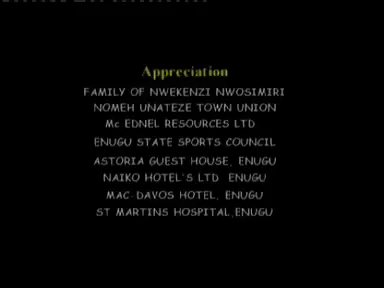 Appreciation
FAMILY OF NWEKENZI NWOSIMIRI
NOMEH UNATEZE TOWN UNION
Mc EDNEL RESOURCES LTD
ENUGU STATE SPORTS COUNCIL
ASTORIA GUEST HOUSE, ENUGU
NAIKO HOTEL'S LTD ENUGU
MAC-DAVOS HOTEL, ENUGU
ST MARTINS HOSPITAL,ENUGU